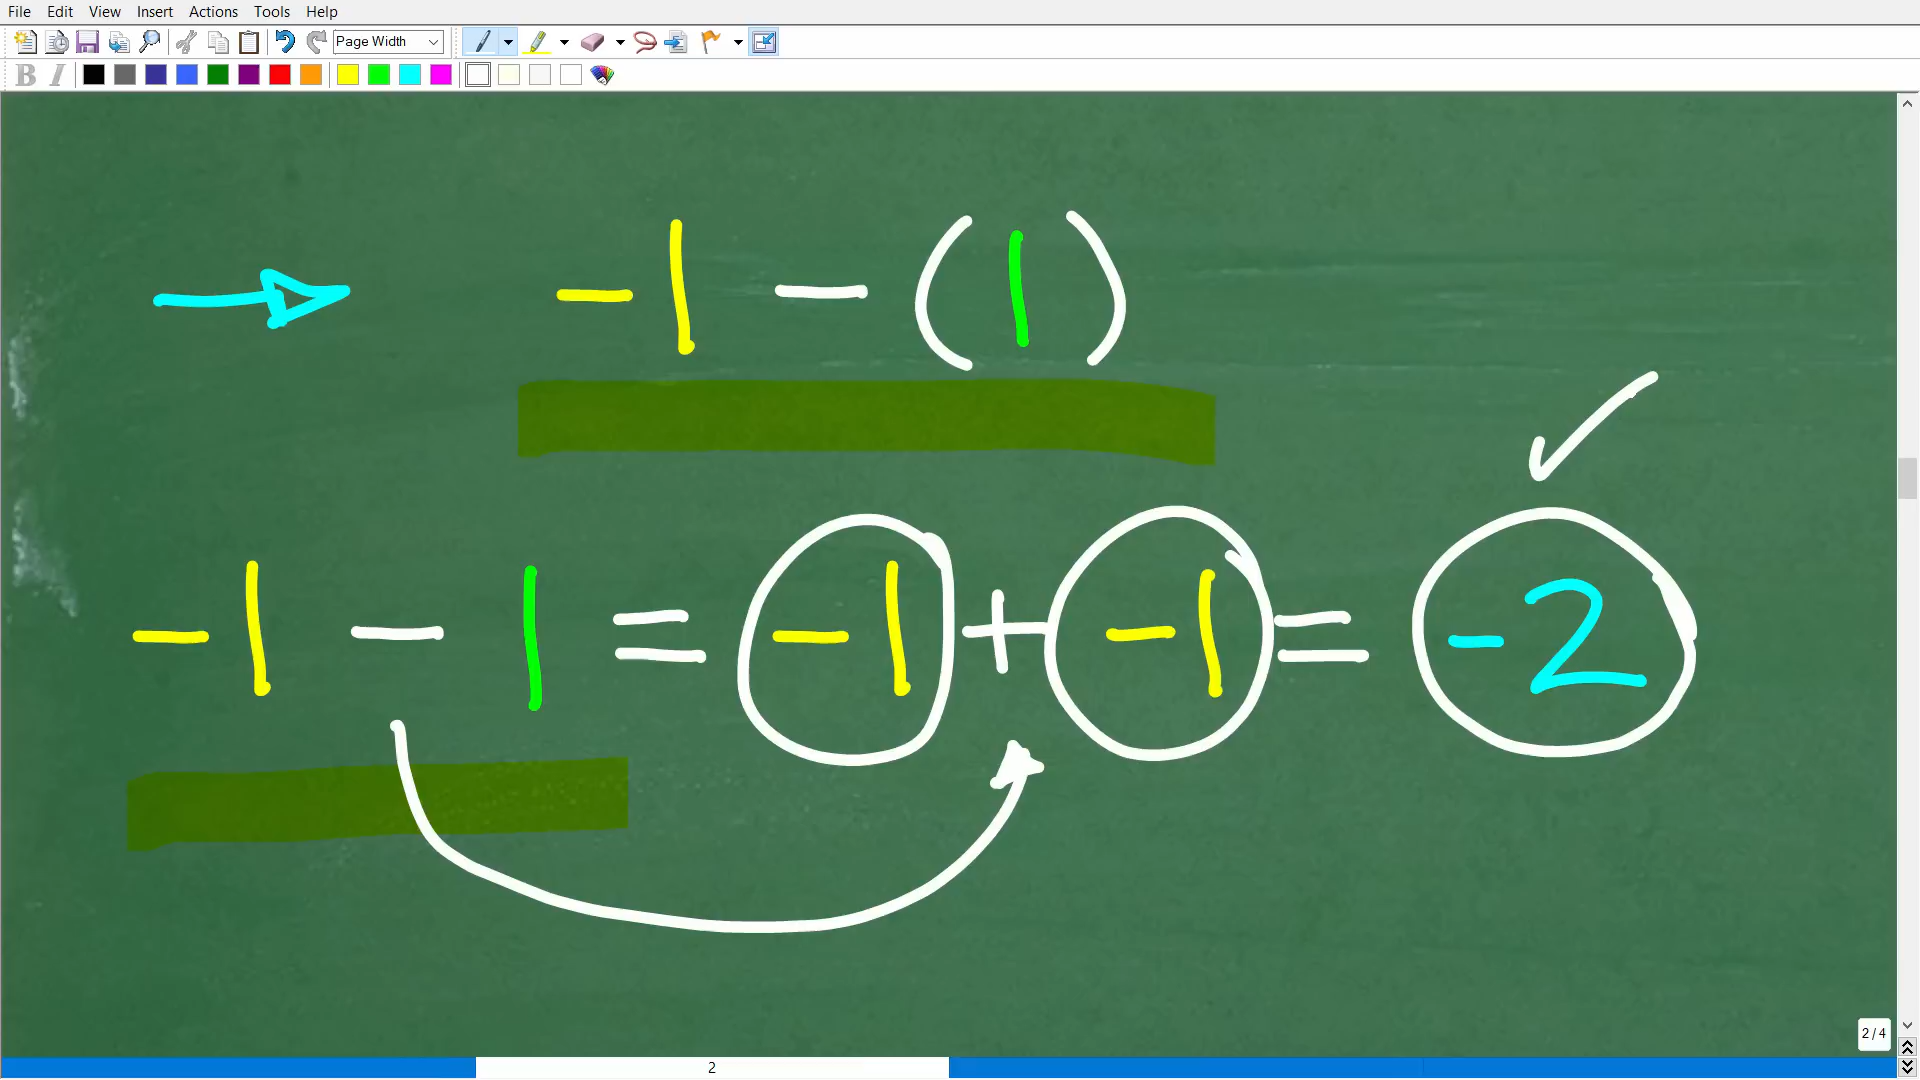 File Edit View Insert Actions Tools Help
Page Width
B I
-1 - (1)
-1 - 1 = -1 + -1 = -2
2 / 4
2